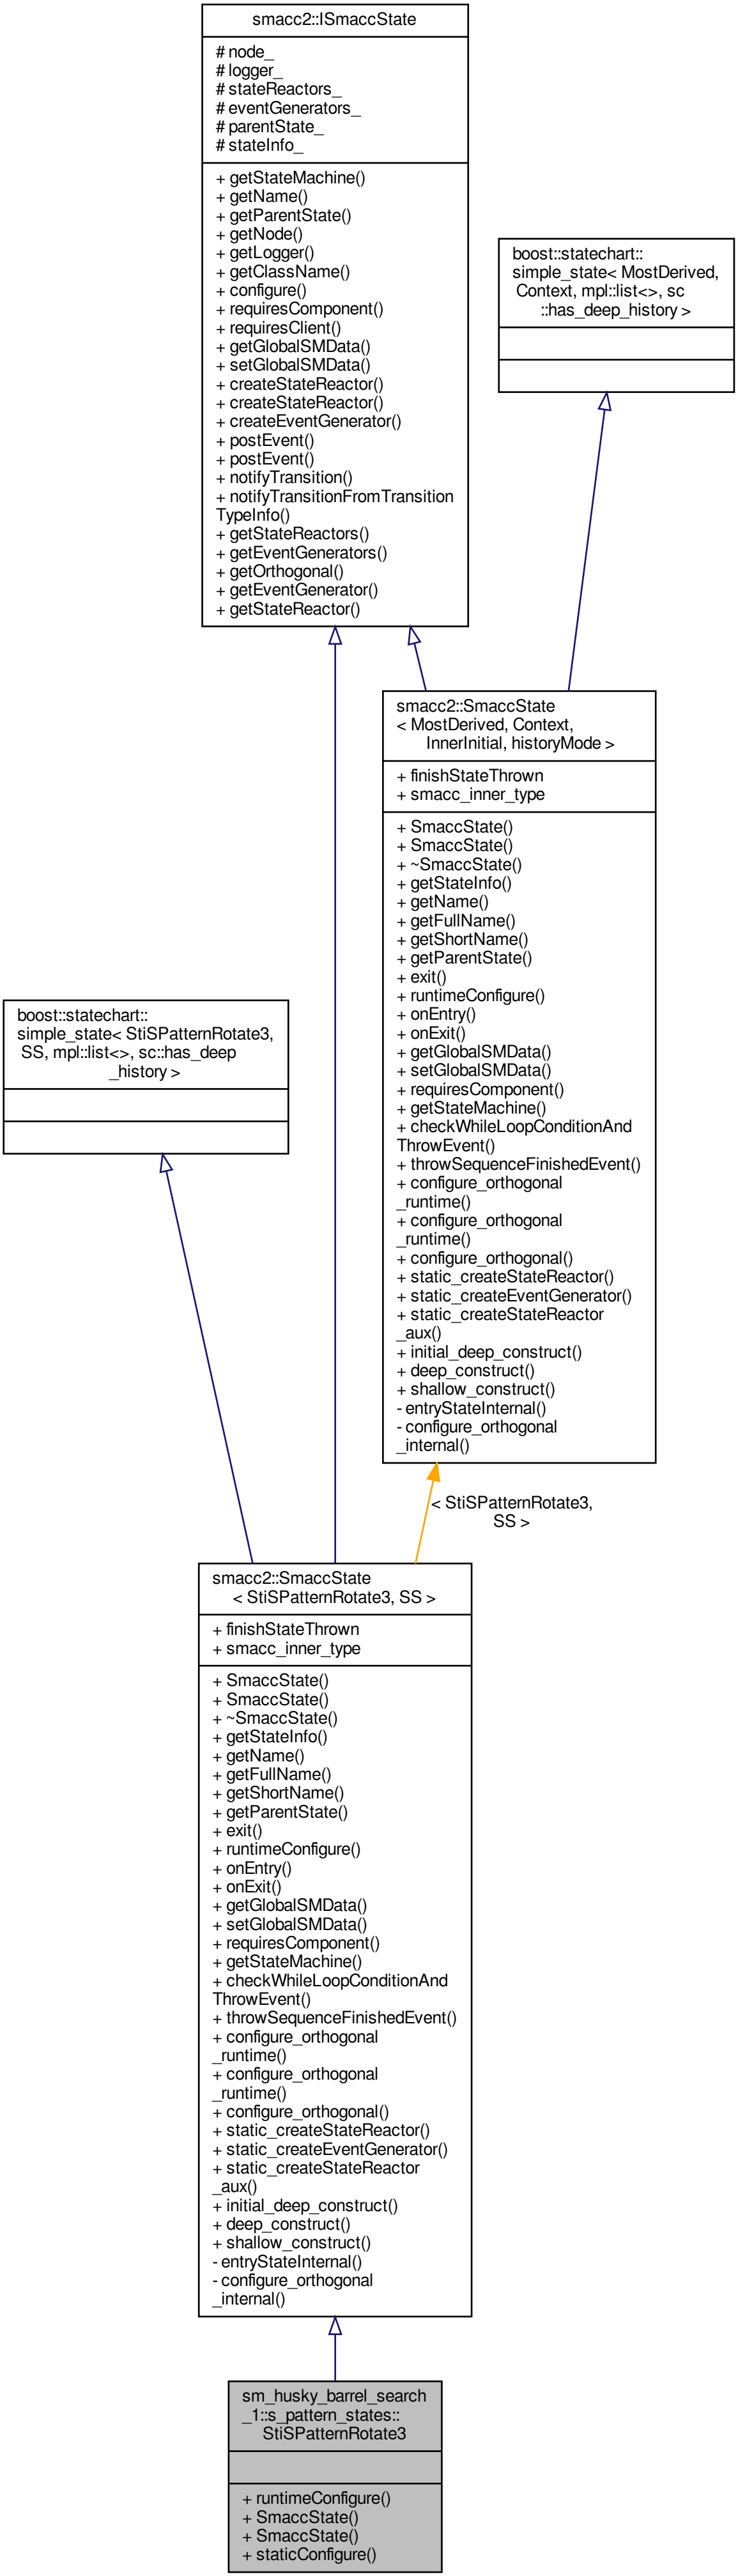 smacc2::ISmaccState
# node_
# logger_
# stateReactors_
# eventGenerators_
# parentState_
# stateInfo_
+ getStateMachine()
+ getName()
+ getParentState()
+ getNode()
+ getLogger()
+ getClassName()
+ configure()
+ requiresComponent()
+ requiresClient()
+ getGlobalSMData()
+ setGlobalSMData()
+ createStateReactor()
+ createStateReactor()
+ createEventGenerator()
+ postEvent()
+ postEvent()
+ notifyTransition()
+ notifyTransitionFromTransition
TypeInfo()
+ getStateReactors()
+ getEventGenerators()
+ getOrthogonal()
+ getEventGenerator()
+ getStateReactor()
boost::statechart::
simple_state< MostDerived,
Context, mpl::list<>, sc
::has_deep_history >
smacc2::SmaccState
< MostDerived, Context,
InnerInitial, historyMode >
+ finishStateThrown
+ smacc_inner_type
+ SmaccState()
+ SmaccState()
+ ~SmaccState()
+ getStateInfo()
+ getName()
+ getFullName()
+ getShortName()
+ getParentState()
+ exit()
+ runtimeConfigure()
+ onEntry()
+ onExit()
+ getGlobalSMData()
+ setGlobalSMData()
+ requiresComponent()
+ getStateMachine()
+ checkWhileLoopConditionAnd
ThrowEvent()
+ throwSequenceFinishedEvent()
+ configure_orthogonal
_runtime()
+ configure_orthogonal
_runtime()
+ configure_orthogonal()
+ static_createStateReactor()
+ static_createEventGenerator()
+ static_createStateReactor
_aux()
+ initial_deep_construct()
+ deep_construct()
+ shallow_construct()
- entryStateInternal()
- configure_orthogonal
_internal()
boost::statechart::
simple_state< StiSPatternRotate3,
SS, mpl::list<>, sc::has_deep
_history >
< StiSPatternRotate3,
SS >
smacc2::SmaccState
< StiSPatternRotate3, SS >
+ finishStateThrown
+ smacc_inner_type
+ SmaccState()
+ SmaccState()
+ ~SmaccState()
+ getStateInfo()
+ getName()
+ getFullName()
+ getShortName()
+ getParentState()
+ exit()
+ runtimeConfigure()
+ onEntry()
+ onExit()
+ getGlobalSMData()
+ setGlobalSMData()
+ requiresComponent()
+ getStateMachine()
+ checkWhileLoopConditionAnd
ThrowEvent()
+ throwSequenceFinishedEvent()
+ configure_orthogonal
_runtime()
+ configure_orthogonal
_runtime()
+ configure_orthogonal()
+ static_createStateReactor()
+ static_createEventGenerator()
+ static_createStateReactor
_aux()
+ initial_deep_construct()
+ deep_construct()
+ shallow_construct()
- entryStateInternal()
- configure_orthogonal
_internal()
sm_husky_barrel_search
_1::s_pattern_states::
StiSPatternRotate3
+ runtimeConfigure()
+ SmaccState()
+ SmaccState()
+ staticConfigure()